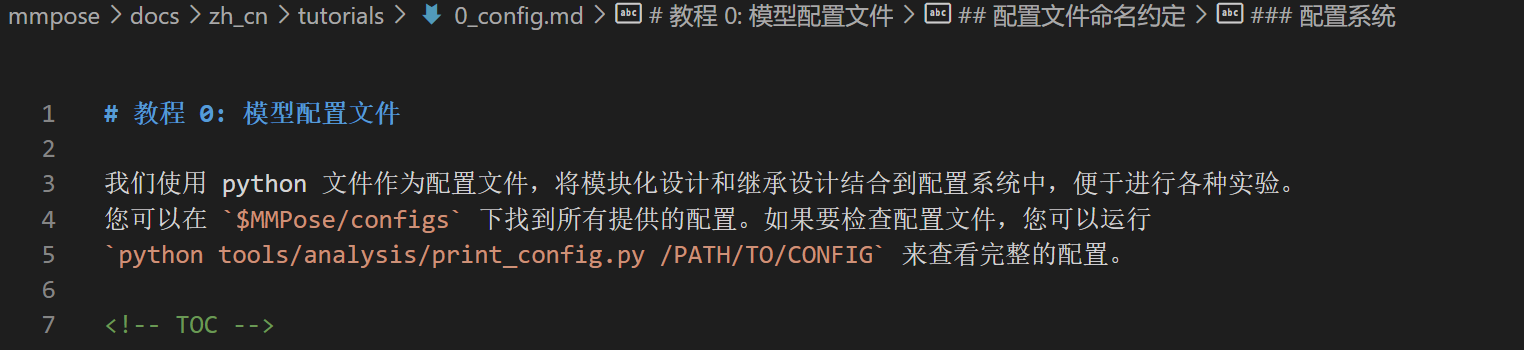 mmpose > docs > zh_cn > tutorials > 0_config.md > # 教程 0: 模型配置文件 > ## 配置文件命名约定 > ### 配置系统
1 # 教程 0: 模型配置文件
2
3 我们使用 python 文件作为配置文件，将模块化设计和继承设计结合到配置系统中，便于进行各种实验。
4 您可以在 `$MMPose/configs` 下找到所有提供的配置。如果要检查配置文件，您可以运行
5 `python tools/analysis/print_config.py /PATH/TO/CONFIG` 来查看完整的配置。
6
7 <!-- TOC -->